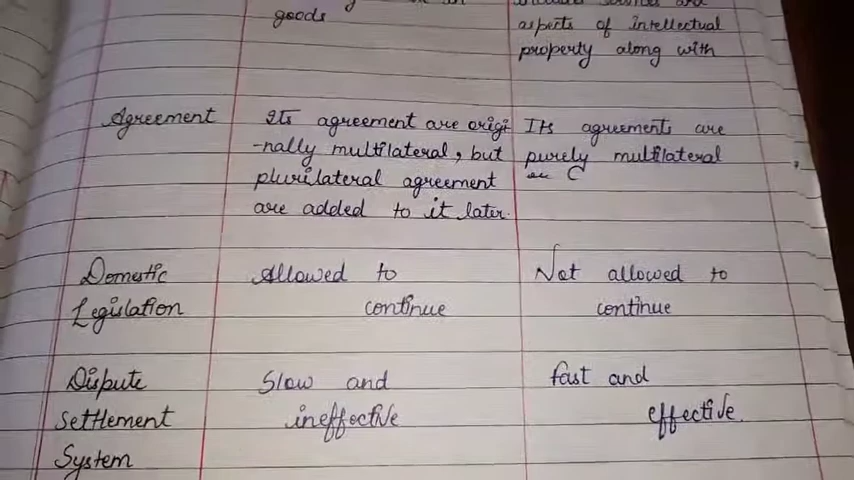 goods
aspects of intellectual
property along with
Agreement
Its agreement are origi
-nally multilateral, but
plurilateral agreement
are added to it later.
Its agreements are
purely multilateral
Domestic
Legislation
Allowed to
continue
Not allowed to
continue
Dispute
Settlement
System
Slow and
ineffective
fast and
effective.